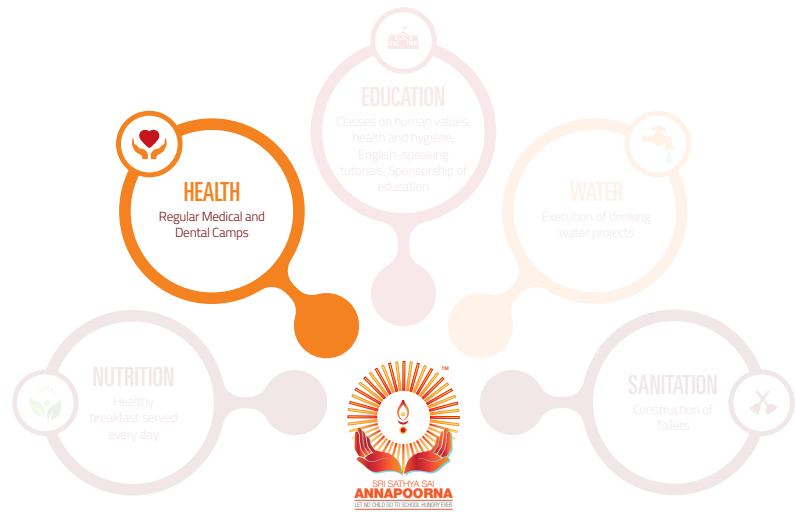 EDUCATION
Classes on human values,
health and hygiene,
English-speaking
tutorials, Sponsorship of
education
HEALTH
Regular Medical and
Dental Camps
WATER
Execution of drinking
water projects
NUTRITION
Healthy
breakfast served
every day
SANITATION
Construction of
Toilets
TM
SRI SATHYA SAI
ANNAPOORNA
LET NO CHILD GO TO SCHOOL HUNGRY EVER